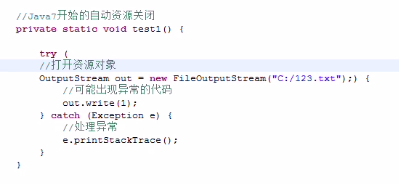 //Java7开始的自动资源关闭
private static void test1() {
try (
//打开资源对象
OutputStream out = new FileOutputStream("C:/123.txt");) {
//可能出现异常的代码
out.write(1);
} catch (Exception e) {
//处理异常
e.printStackTrace();
}
}